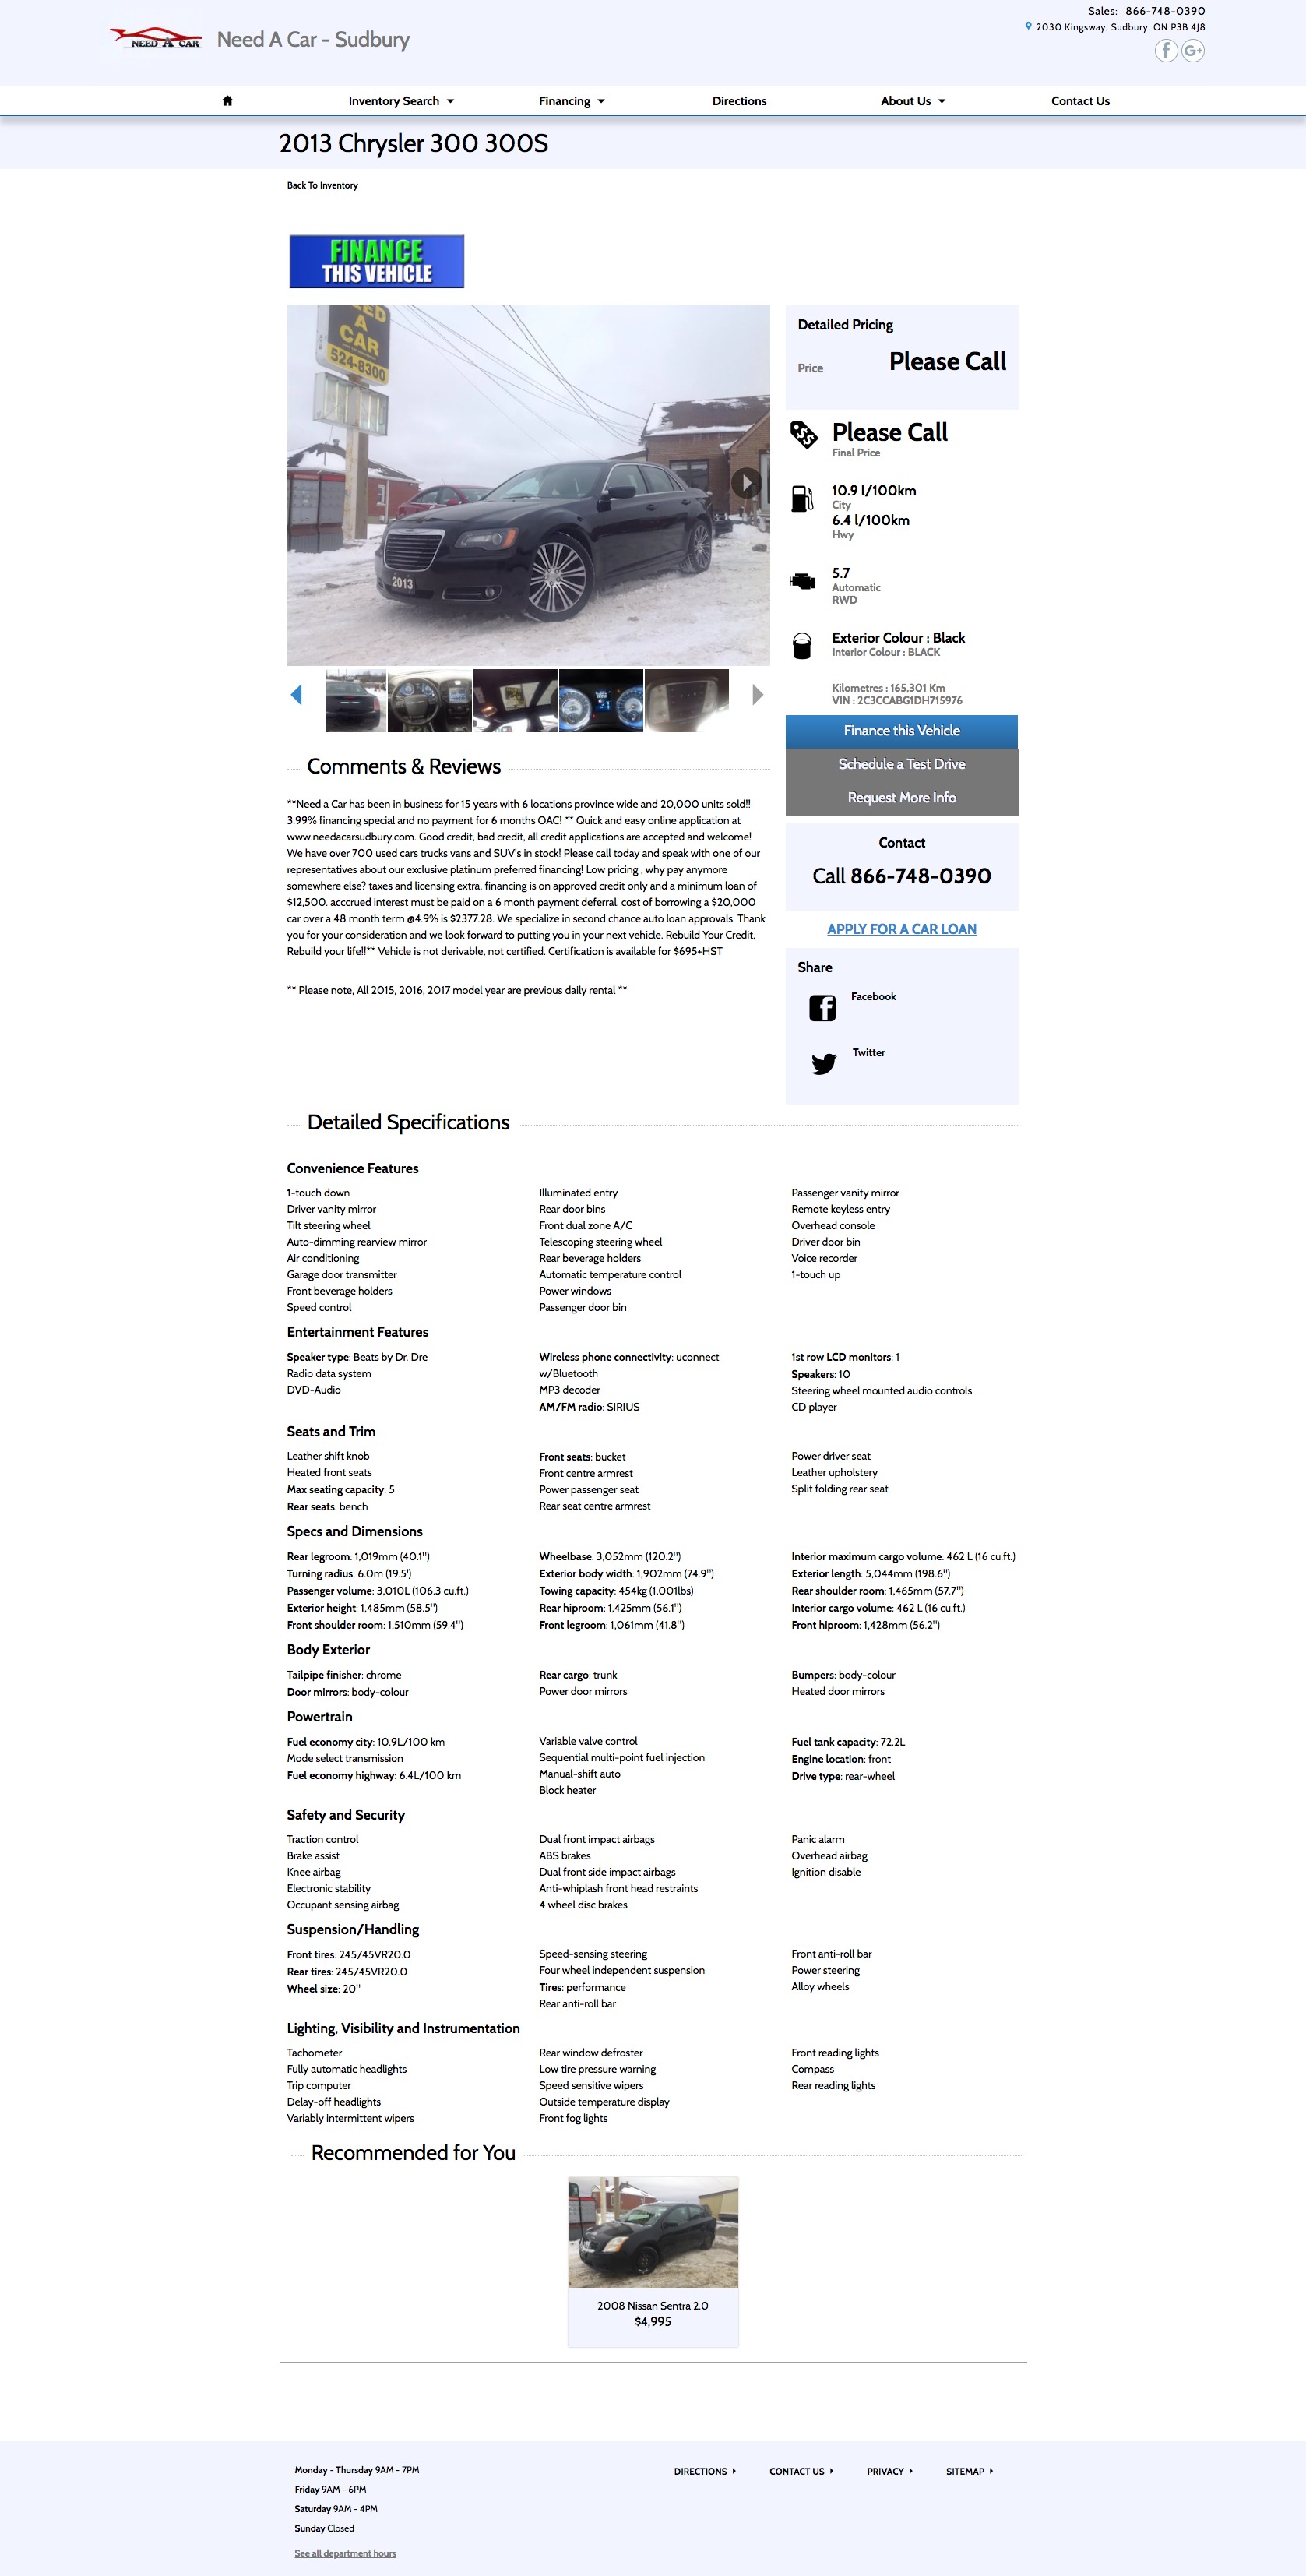 Sales: 866-748-0390
2030 Kingsway, Sudbury, ON P3B 4J8
NEED A CAR
Need A Car - Sudbury
Inventory Search
Financing
Directions
About Us
Contact Us
2013 Chrysler 300 300S
Back To Inventory
FINANCE
THIS VEHICLE
NEED
A
CAR
524-8300
2013
Detailed Pricing
Price
Please Call
Please Call
Final Price
10.9 l/100km
City
6.4 l/100km
Hwy
5.7
Automatic
RWD
Exterior Colour : Black
Interior Colour : BLACK
Kilometres : 165,301 Km
VIN : 2C3CCABG1DH715976
Finance this Vehicle
Schedule a Test Drive
Request More Info
Contact
Call 866-748-0390
APPLY FOR A CAR LOAN
Share
Facebook
Twitter
Comments & Reviews
**Need a Car has been in business for 15 years with 6 locations province wide and 20,000 units sold!!
3.99% financing special and no payment for 6 months OAC! ** Quick and easy online application at
www.needacarsudbury.com. Good credit, bad credit, all credit applications are accepted and welcome!
We have over 700 used cars trucks vans and SUV's in stock! Please call today and speak with one of our
representatives about our exclusive platinum preferred financing! Low pricing , why pay anymore
somewhere else? taxes and licensing extra, financing is on approved credit only and a minimum loan of
$12,500. acccrued interest must be paid on a 6 month payment deferral. cost of borrowing a $20,000
car over a 48 month term @4.9% is $2377.28. We specialize in second chance auto loan approvals. Thank
you for your consideration and we look forward to putting you in your next vehicle. Rebuild Your Credit,
Rebuild your life!!** Vehicle is not derivable, not certified. Certification is available for $695+HST
** Please note, All 2015, 2016, 2017 model year are previous daily rental **
Detailed Specifications
Convenience Features
1-touch down
Driver vanity mirror
Tilt steering wheel
Auto-dimming rearview mirror
Air conditioning
Garage door transmitter
Front beverage holders
Speed control
Illuminated entry
Rear door bins
Front dual zone A/C
Telescoping steering wheel
Rear beverage holders
Automatic temperature control
Power windows
Passenger door bin
Passenger vanity mirror
Remote keyless entry
Overhead console
Driver door bin
Voice recorder
1-touch up
Entertainment Features
Speaker type: Beats by Dr. Dre
Radio data system
DVD-Audio
Wireless phone connectivity: uconnect
w/Bluetooth
MP3 decoder
AM/FM radio: SIRIUS
1st row LCD monitors: 1
Speakers: 10
Steering wheel mounted audio controls
CD player
Seats and Trim
Leather shift knob
Heated front seats
Max seating capacity: 5
Rear seats: bench
Front seats: bucket
Front centre armrest
Power passenger seat
Rear seat centre armrest
Power driver seat
Leather upholstery
Split folding rear seat
Specs and Dimensions
Rear legroom: 1,019mm (40.1")
Turning radius: 6.0m (19.5')
Passenger volume: 3,010L (106.3 cu.ft.)
Exterior height: 1,485mm (58.5")
Front shoulder room: 1,510mm (59.4")
Wheelbase: 3,052mm (120.2")
Exterior body width: 1,902mm (74.9")
Towing capacity: 454kg (1,001lbs)
Rear hiproom: 1,425mm (56.1")
Front legroom: 1,061mm (41.8")
Interior maximum cargo volume: 462 L (16 cu.ft.)
Exterior length: 5,044mm (198.6")
Rear shoulder room: 1,465mm (57.7")
Interior cargo volume: 462 L (16 cu.ft.)
Front hiproom: 1,428mm (56.2")
Body Exterior
Tailpipe finisher: chrome
Door mirrors: body-colour
Rear cargo: trunk
Power door mirrors
Bumpers: body-colour
Heated door mirrors
Powertrain
Fuel economy city: 10.9L/100 km
Mode select transmission
Fuel economy highway: 6.4L/100 km
Variable valve control
Sequential multi-point fuel injection
Manual-shift auto
Block heater
Fuel tank capacity: 72.2L
Engine location: front
Drive type: rear-wheel
Safety and Security
Traction control
Brake assist
Knee airbag
Electronic stability
Occupant sensing airbag
Dual front impact airbags
ABS brakes
Dual front side impact airbags
Anti-whiplash front head restraints
4 wheel disc brakes
Panic alarm
Overhead airbag
Ignition disable
Suspension/Handling
Front tires: 245/45VR20.0
Rear tires: 245/45VR20.0
Wheel size: 20"
Speed-sensing steering
Four wheel independent suspension
Tires: performance
Rear anti-roll bar
Front anti-roll bar
Power steering
Alloy wheels
Lighting, Visibility and Instrumentation
Tachometer
Fully automatic headlights
Trip computer
Delay-off headlights
Variably intermittent wipers
Rear window defroster
Low tire pressure warning
Speed sensitive wipers
Outside temperature display
Front fog lights
Front reading lights
Compass
Rear reading lights
Recommended for You
2008 Nissan Sentra 2.0
$4,995
Monday - Thursday 9AM - 7PM
Friday 9AM - 6PM
Saturday 9AM - 4PM
Sunday Closed
See all department hours
DIRECTIONS
CONTACT US
PRIVACY
SITEMAP